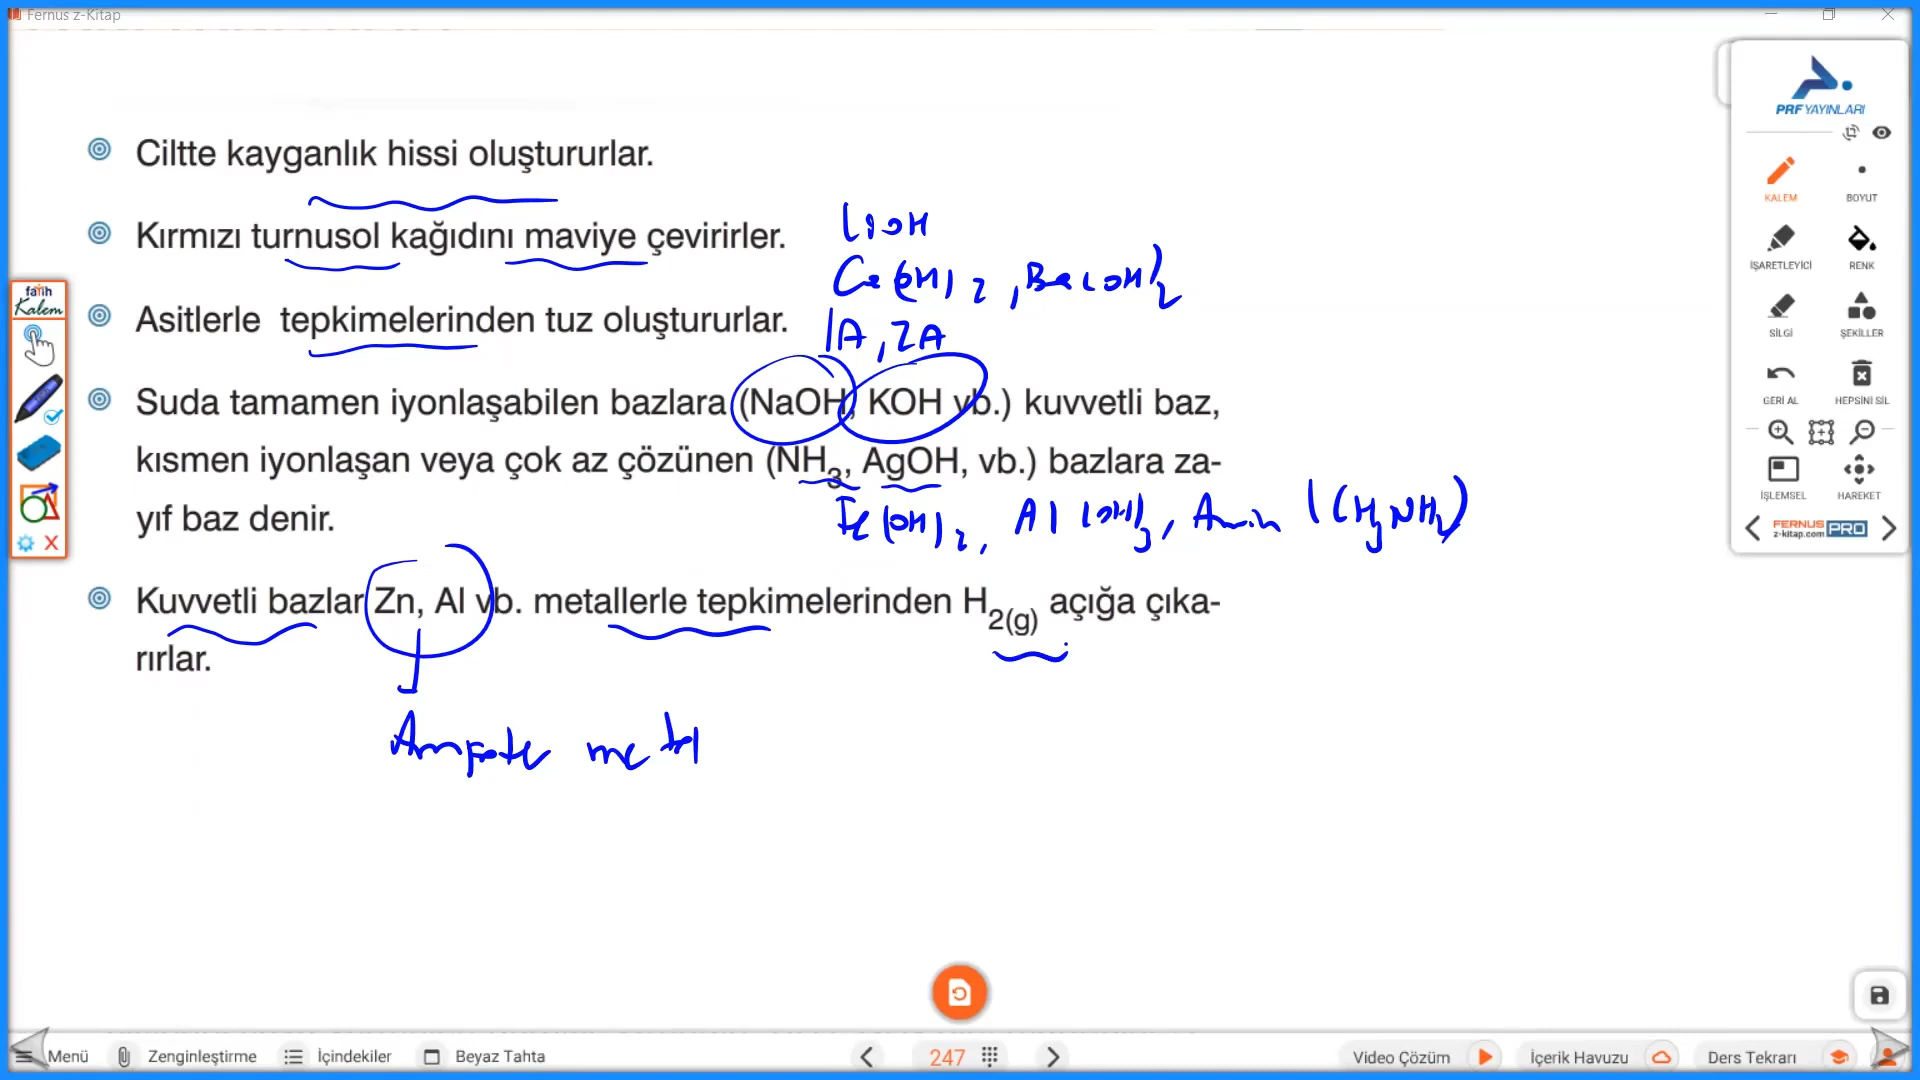 Fernus z-Kitap
Ciltte kayganlık hissi oluştururlar.
Kırmızı turnusol kağıdını maviye çevirirler.
LiOH
Ca(OH)2, Ba(OH)2
Asitlerle tepkimelerinden tuz oluştururlar.
1A, 2A
Suda tamamen iyonlaşabilen bazlara (NaOH, KOH vb.) kuvvetli baz,
kısmen iyonlaşan veya çok az çözünen (NH3, AgOH, vb.) bazlara za-
yıf baz denir.
Fe(OH)2, Al(OH)3, Amin (CH3NH2)
Kuvvetli bazlar Zn, Al vb. metallerle tepkimelerinden H2(g) açığa çıka-
rırlar.
Amfoter metal
fatih
Kalem
PRF YAYINLARI
KALEM
BOYUT
İŞARETLEYİCİ
RENK
SİLGİ
ŞEKİLLER
GERİ AL
HEPSİNİ SİL
İŞLEMSEL
HAREKET
FERNUS PRO
z-kitap.com
Menü
Zenginleştirme
İçindekiler
Beyaz Tahta
247
Video Çözüm
İçerik Havuzu
Ders Tekrarı